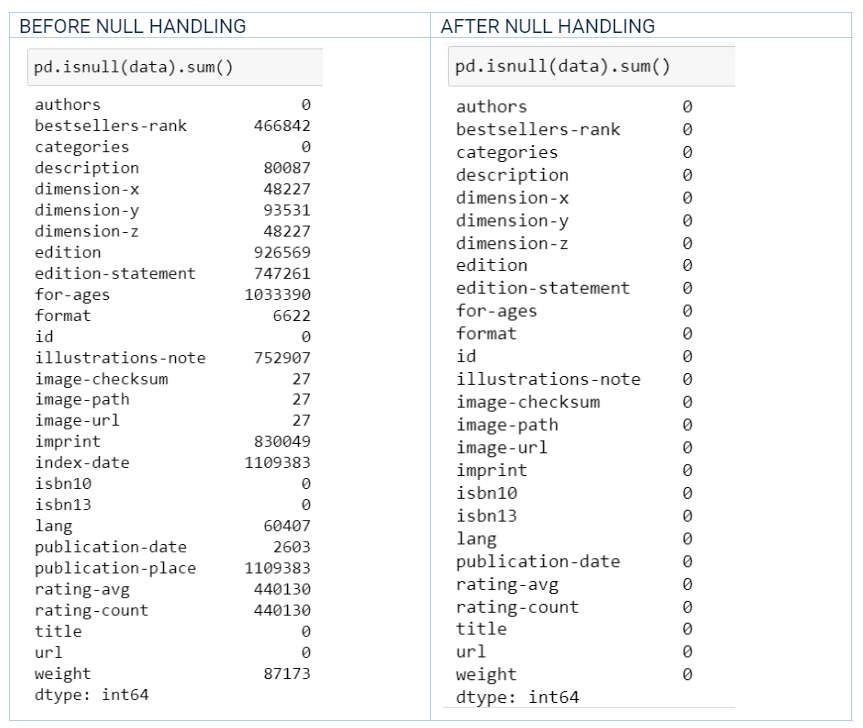 BEFORE NULL HANDLING
pd.isnull(data).sum()
authors 0
bestsellers-rank 466842
categories 0
description 80087
dimension-x 48227
dimension-y 93531
dimension-z 48227
edition 926569
edition-statement 747261
for-ages 1033390
format 6622
id 0
illustrations-note 752907
image-checksum 27
image-path 27
image-url 27
imprint 830049
index-date 1109383
isbn10 0
isbn13 0
lang 60407
publication-date 2603
publication-place 1109383
rating-avg 440130
rating-count 440130
title 0
url 0
weight 87173
dtype: int64
AFTER NULL HANDLING
pd.isnull(data).sum()
authors 0
bestsellers-rank 0
categories 0
description 0
dimension-x 0
dimension-y 0
dimension-z 0
edition 0
edition-statement 0
for-ages 0
format 0
id 0
illustrations-note 0
image-checksum 0
image-path 0
image-url 0
imprint 0
isbn10 0
isbn13 0
lang 0
publication-date 0
rating-avg 0
rating-count 0
title 0
url 0
weight 0
dtype: int64